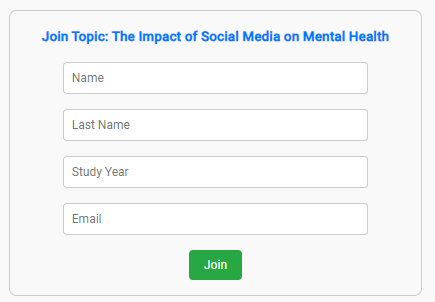 Join Topic: The Impact of Social Media on Mental Health
Name
Last Name
Study Year
Email
Join